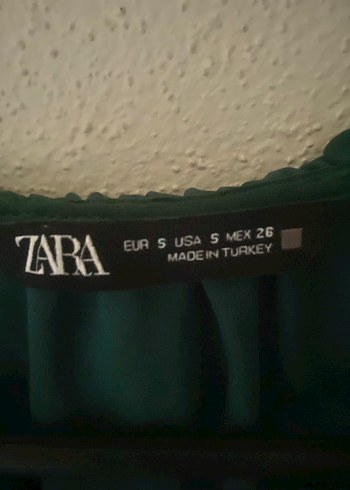 ZARA
EUR S USA S MEX 26
MADE IN TURKEY